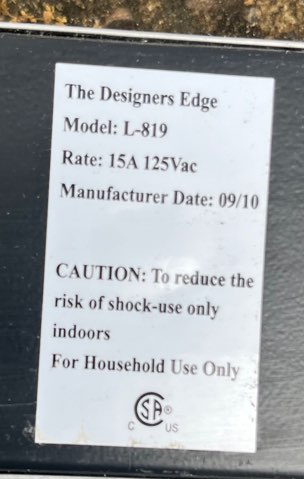 The Designers Edge
Model: L-819
Rate: 15A 125Vac
Manufacturer Date: 09/10
CAUTION: To reduce the
risk of shock-use only
indoors
For Household Use Only
SA®
C US